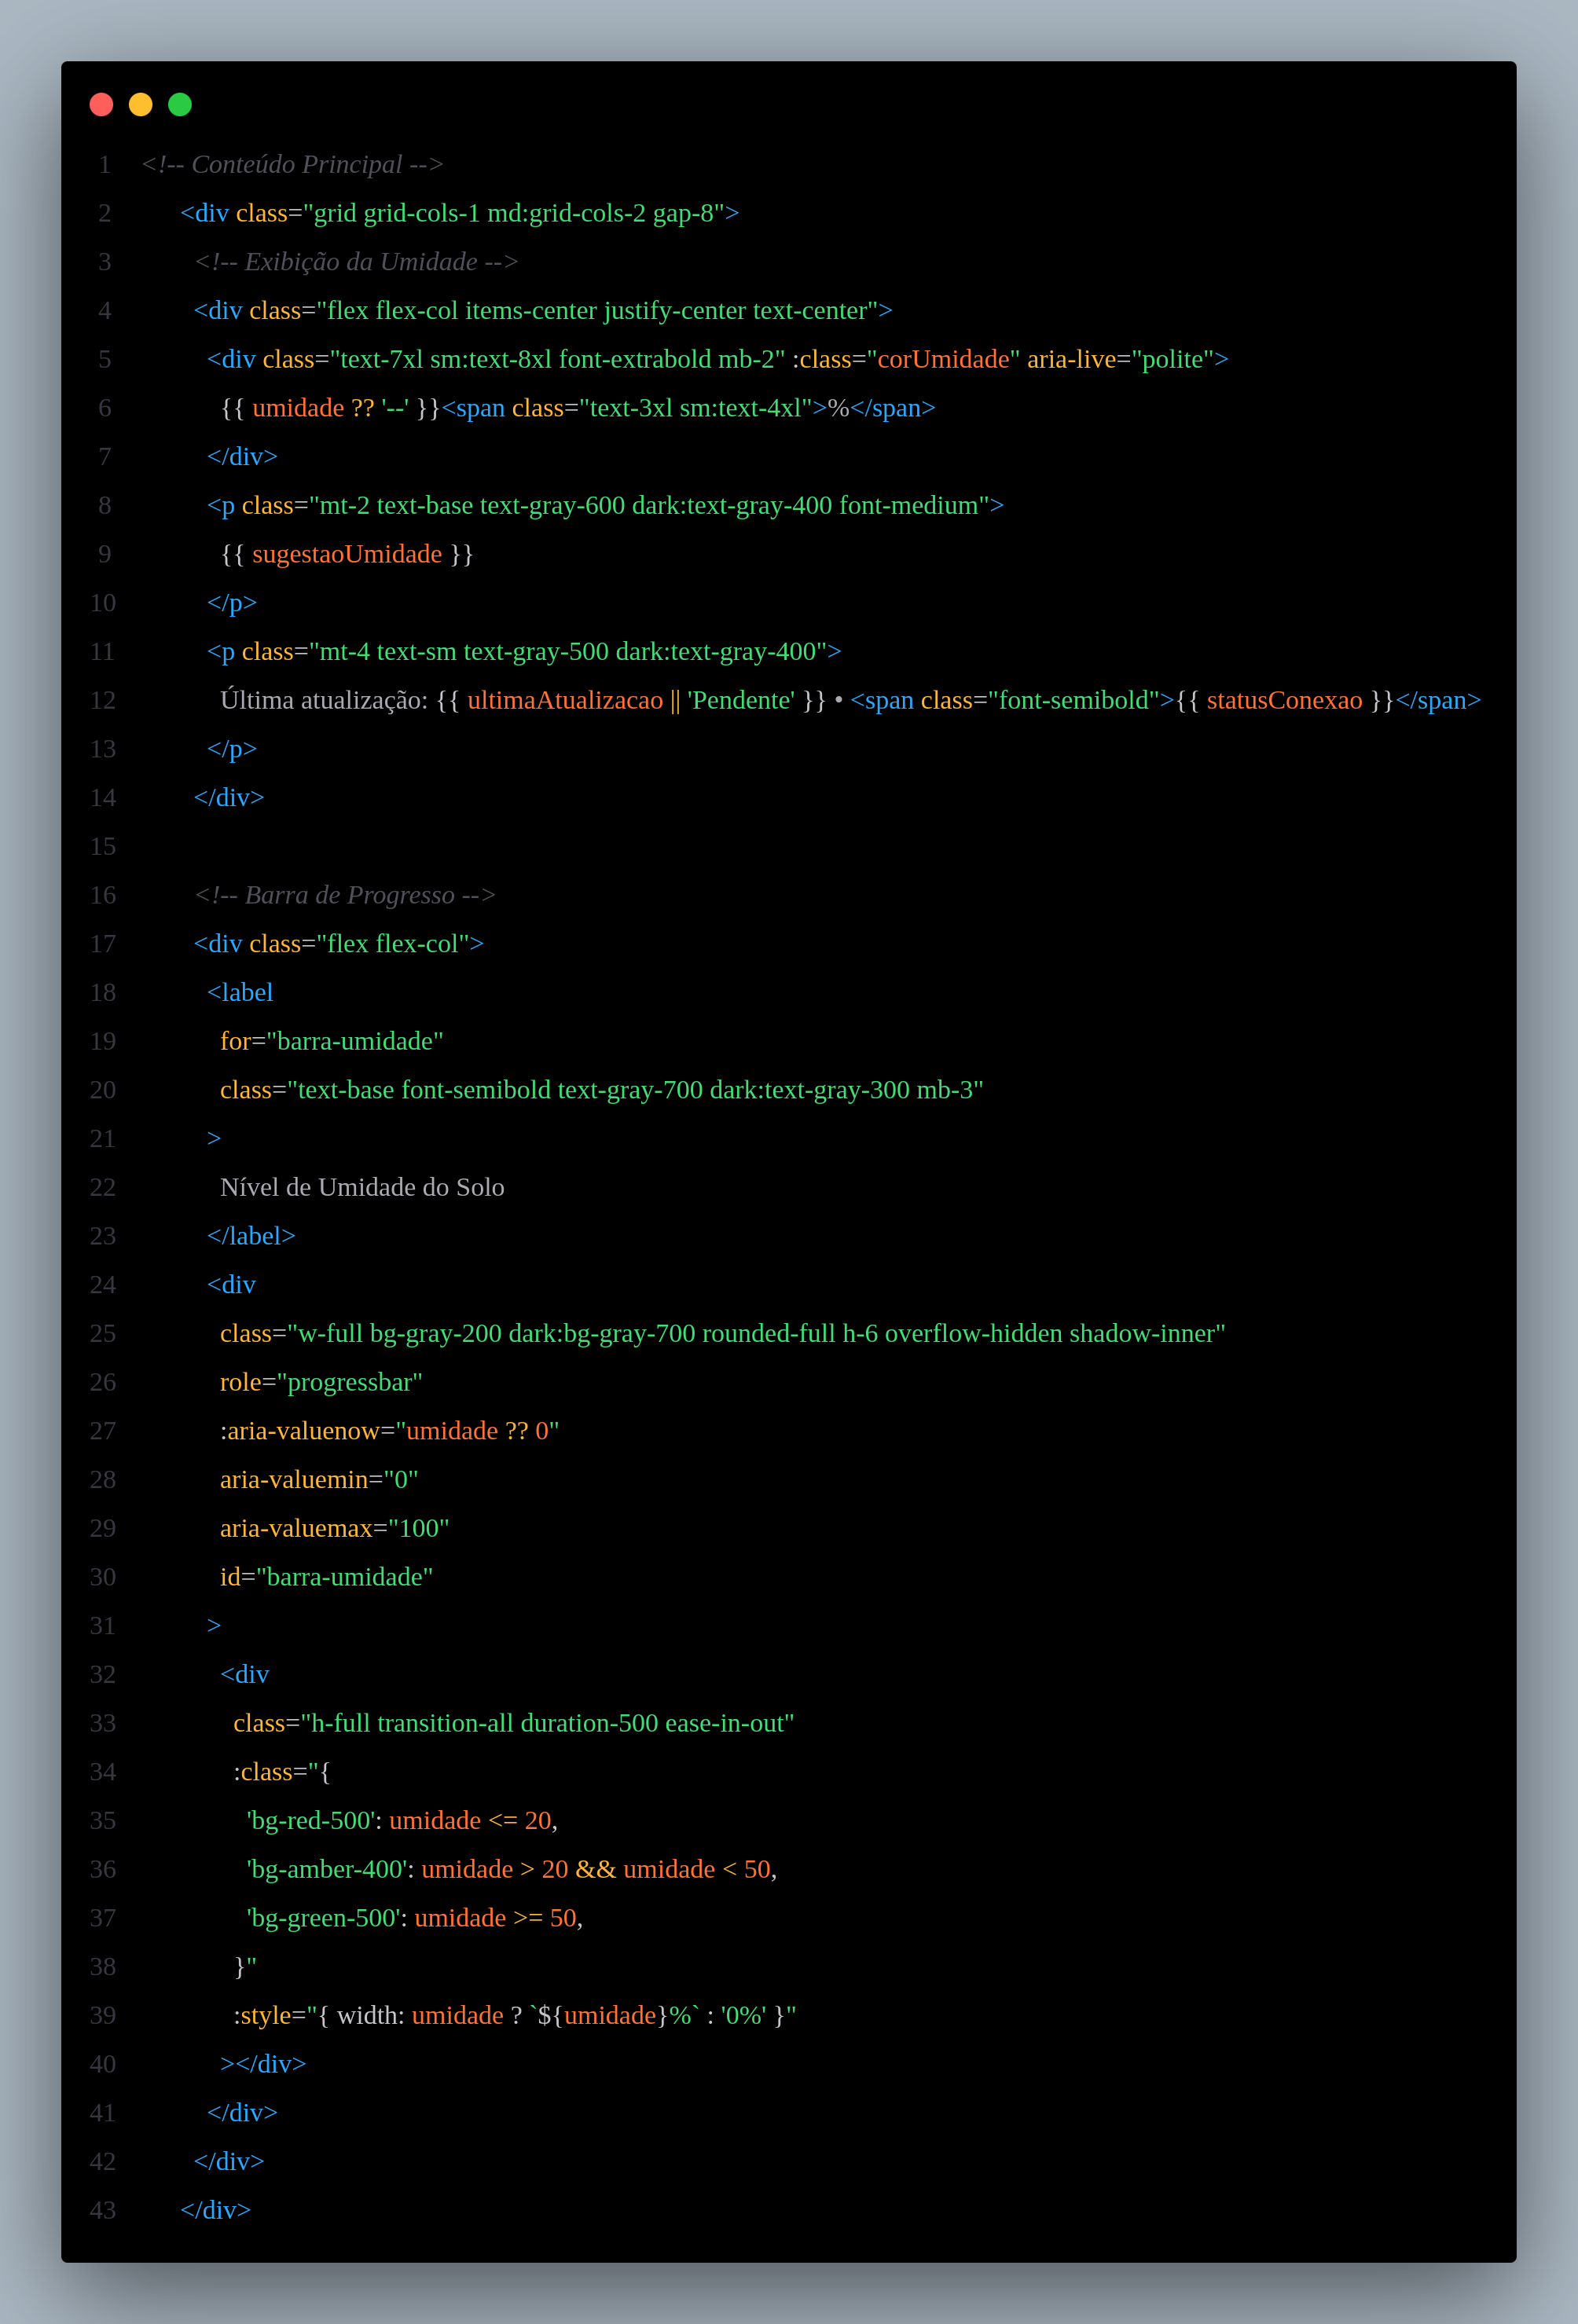 1 <!-- Conteúdo Principal -->
2 <div class="grid grid-cols-1 md:grid-cols-2 gap-8">
3 <!-- Exibição da Umidade -->
4 <div class="flex flex-col items-center justify-center text-center">
5 <div class="text-7xl sm:text-8xl font-extrabold mb-2" :class="corUmidade" aria-live="polite">
6 {{ umidade ?? '--' }}<span class="text-3xl sm:text-4xl">%</span>
7 </div>
8 <p class="mt-2 text-base text-gray-600 dark:text-gray-400 font-medium">
9 {{ sugestaoUmidade }}
10 </p>
11 <p class="mt-4 text-sm text-gray-500 dark:text-gray-400">
12 Última atualização: {{ ultimaAtualizacao || 'Pendente' }} • <span class="font-semibold">{{ statusConexao }}</span>
13 </p>
14 </div>
15
16 <!-- Barra de Progresso -->
17 <div class="flex flex-col">
18 <label
19 for="barra-umidade"
20 class="text-base font-semibold text-gray-700 dark:text-gray-300 mb-3"
21 >
22 Nível de Umidade do Solo
23 </label>
24 <div
25 class="w-full bg-gray-200 dark:bg-gray-700 rounded-full h-6 overflow-hidden shadow-inner"
26 role="progressbar"
27 :aria-valuenow="umidade ?? 0"
28 aria-valuemin="0"
29 aria-valuemax="100"
30 id="barra-umidade"
31 >
32 <div
33 class="h-full transition-all duration-500 ease-in-out"
34 :class="{
35 'bg-red-500': umidade <= 20,
36 'bg-amber-400': umidade > 20 && umidade < 50,
37 'bg-green-500': umidade >= 50,
38 }"
39 :style="{ width: umidade ? `${umidade}%` : '0%' }"
40 ></div>
41 </div>
42 </div>
43 </div>